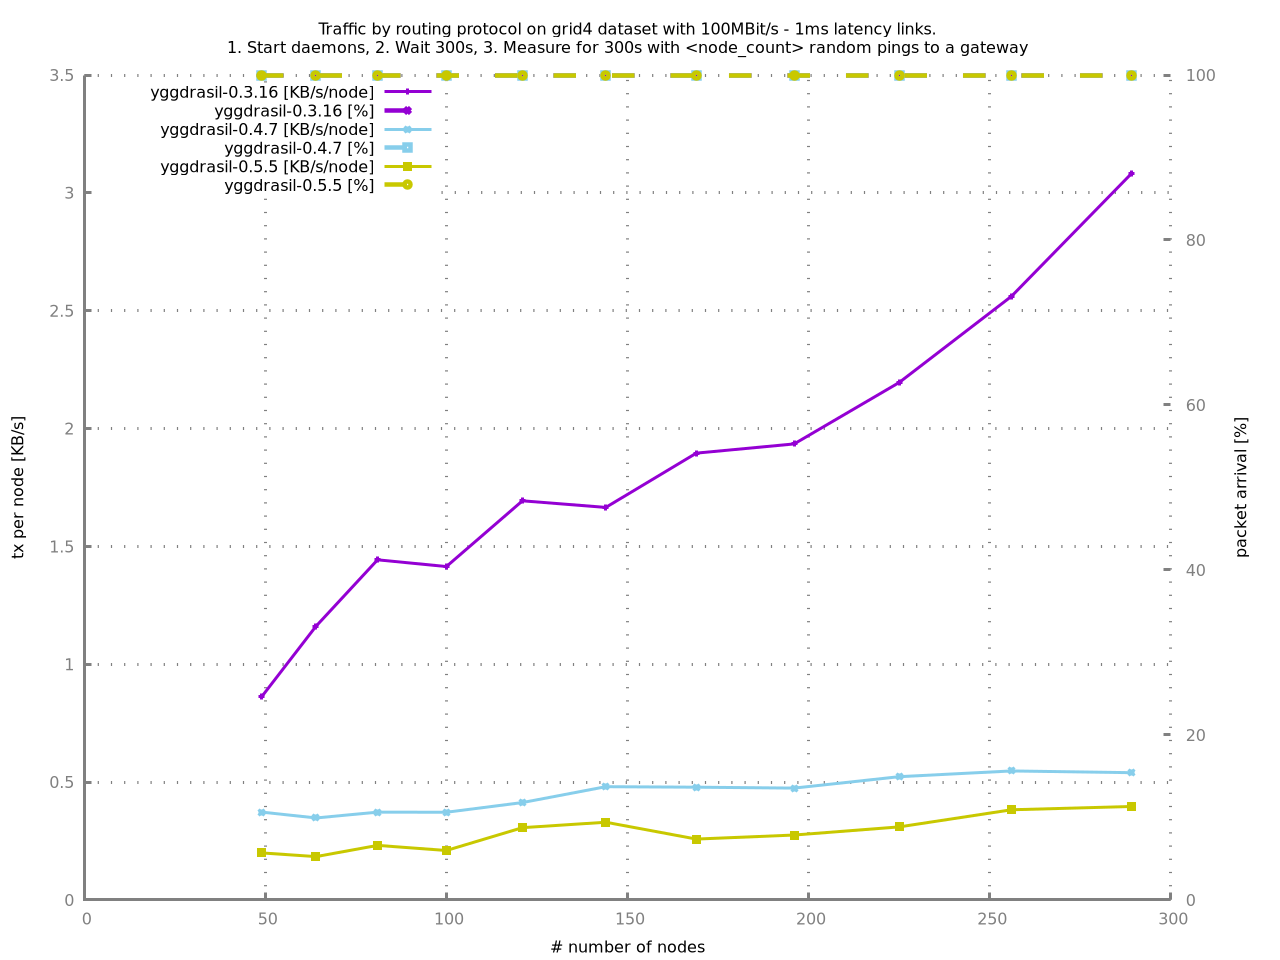 Traffic by routing protocol on grid4 dataset with 100MBit/s - 1ms latency links.
1. Start daemons, 2. Wait 300s, 3. Measure for 300s with <node_count> random pings to a gateway
yggdrasil-0.3.16 [KB/s/node]
yggdrasil-0.3.16 [%]
yggdrasil-0.4.7 [KB/s/node]
yggdrasil-0.4.7 [%]
yggdrasil-0.5.5 [KB/s/node]
yggdrasil-0.5.5 [%]
3.5
3
2.5
2
1.5
1
0.5
0
tx per node [KB/s]
100
80
60
40
20
0
packet arrival [%]
0 50 100 150 200 250 300
# number of nodes